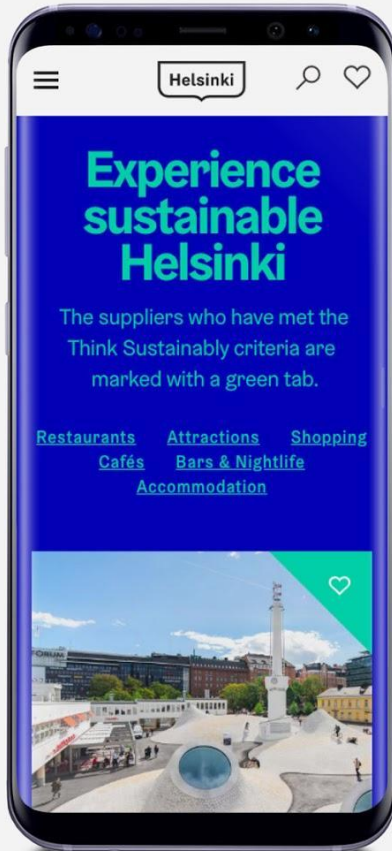 Helsinki
Experience
sustainable
Helsinki
The suppliers who have met the
Think Sustainably criteria are
marked with a green tab.
Restaurants Attractions Shopping
Cafés Bars & Nightlife
Accommodation
FORUM